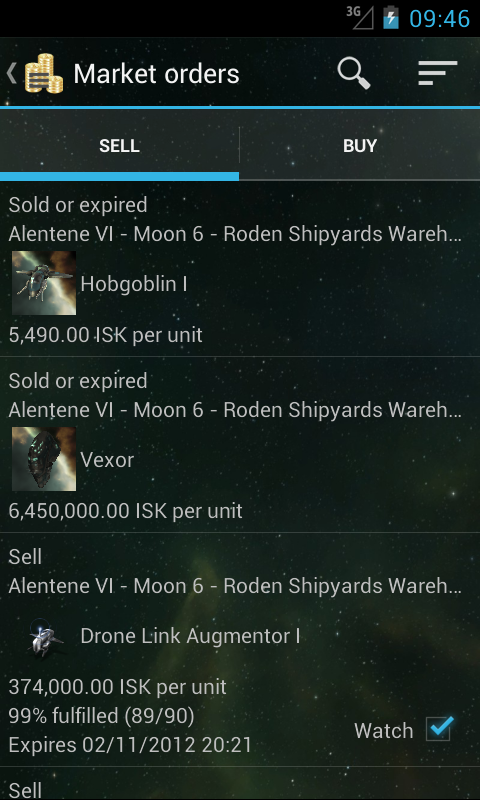 3G
09:46
Market orders
SELL
BUY
Sold or expired
Alentene VI - Moon 6 - Roden Shipyards Wareh...
Hobgoblin I
5,490.00 ISK per unit
Sold or expired
Alentene VI - Moon 6 - Roden Shipyards Wareh...
Vexor
6,450,000.00 ISK per unit
Sell
Alentene VI - Moon 6 - Roden Shipyards Wareh...
Drone Link Augmentor I
374,000.00 ISK per unit
99% fulfilled (89/90)
Watch
Expires 02/11/2012 20:21
Sell